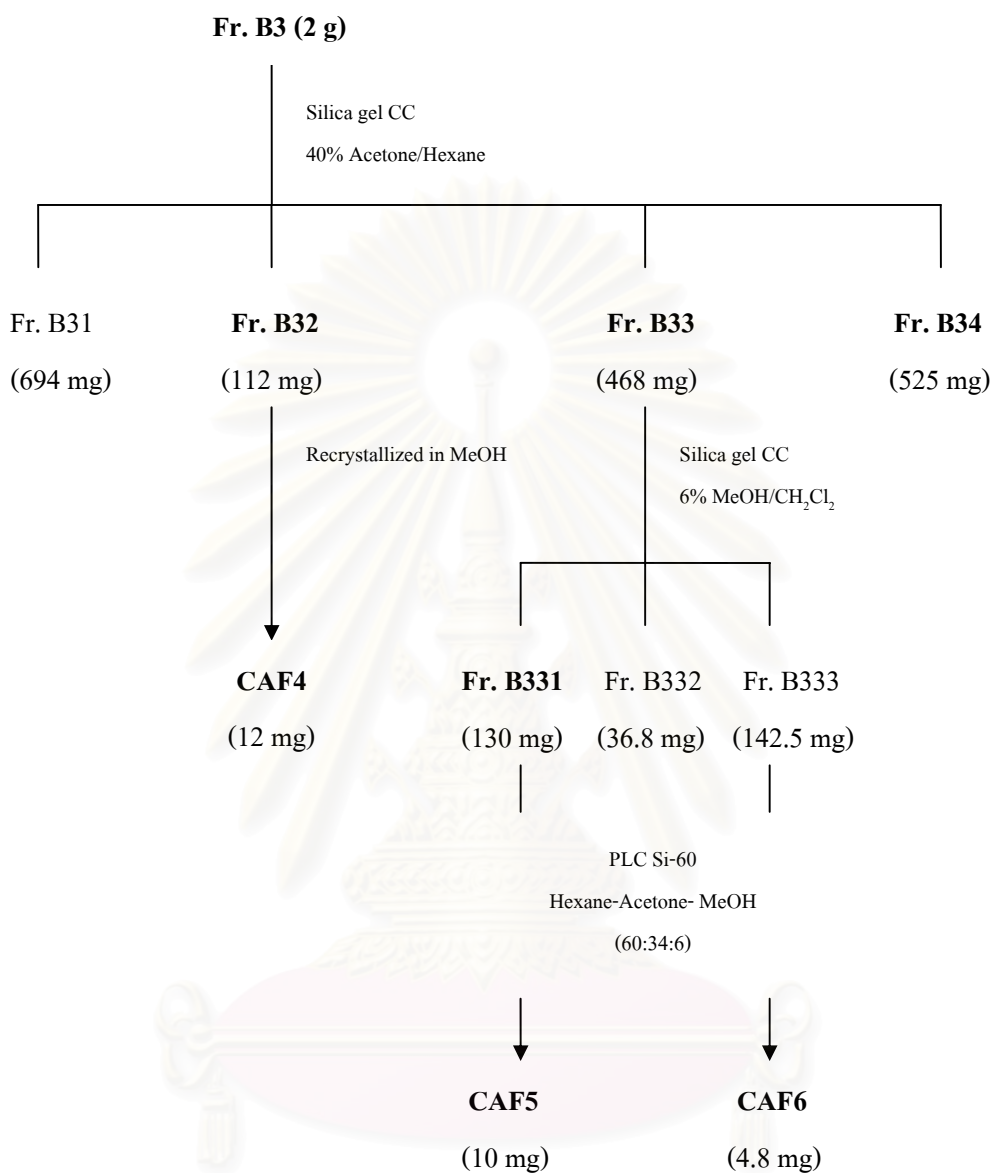 Fr. B3 (2 g)
Silica gel CC
40% Acetone/Hexane
Fr. B31 Fr. B32 Fr. B33 Fr. B34
(694 mg) (112 mg) (468 mg) (525 mg)
Recrystallized in MeOH Silica gel CC
6% MeOH/CH₂Cl₂
CAF4 Fr. B331 Fr. B332 Fr. B333
(12 mg) (130 mg) (36.8 mg) (142.5 mg)
PLC Si-60
Hexane-Acetone- MeOH
(60:34:6)
CAF5 CAF6
(10 mg) (4.8 mg)